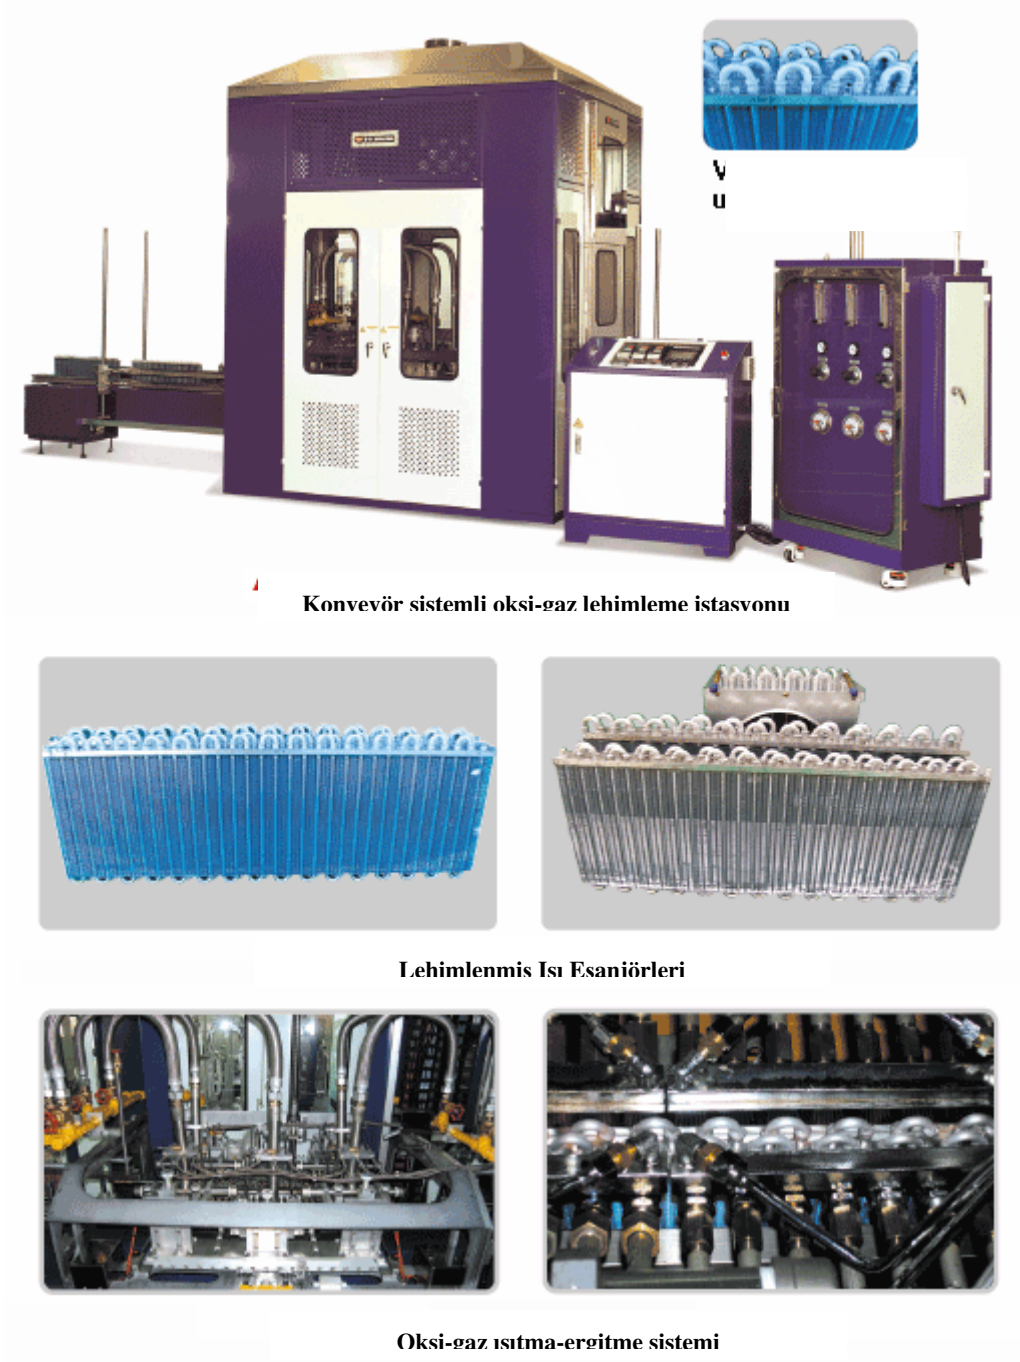 V
u
Konveyör sistemli oksi-gaz lehimleme istasyonu
Lehimlenmiş Isı Eşanjörleri
Oksi-gaz ısıtma-ergitme sistemi